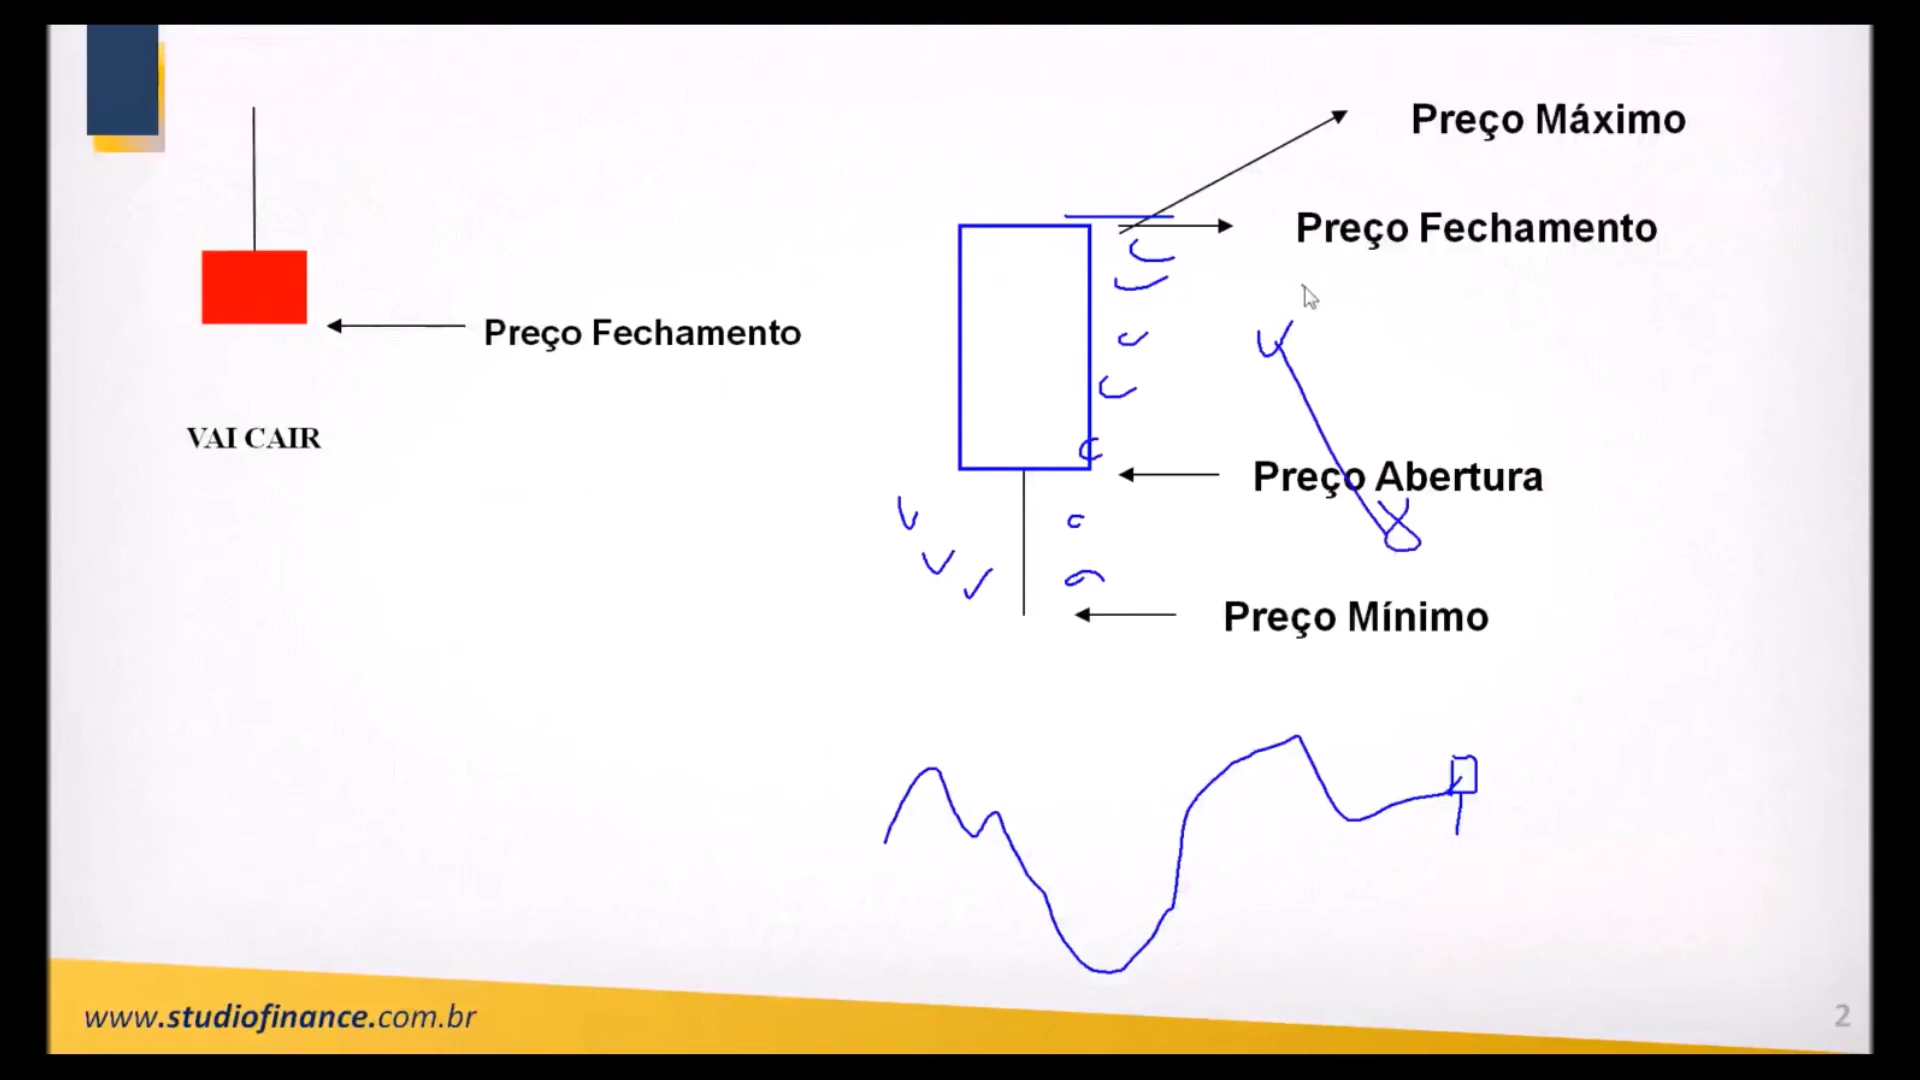 Preço Máximo
Preço Fechamento
Preço Fechamento
VAI CAIR
Preço Abertura
Preço Mínimo
www.studiofinance.com.br
2